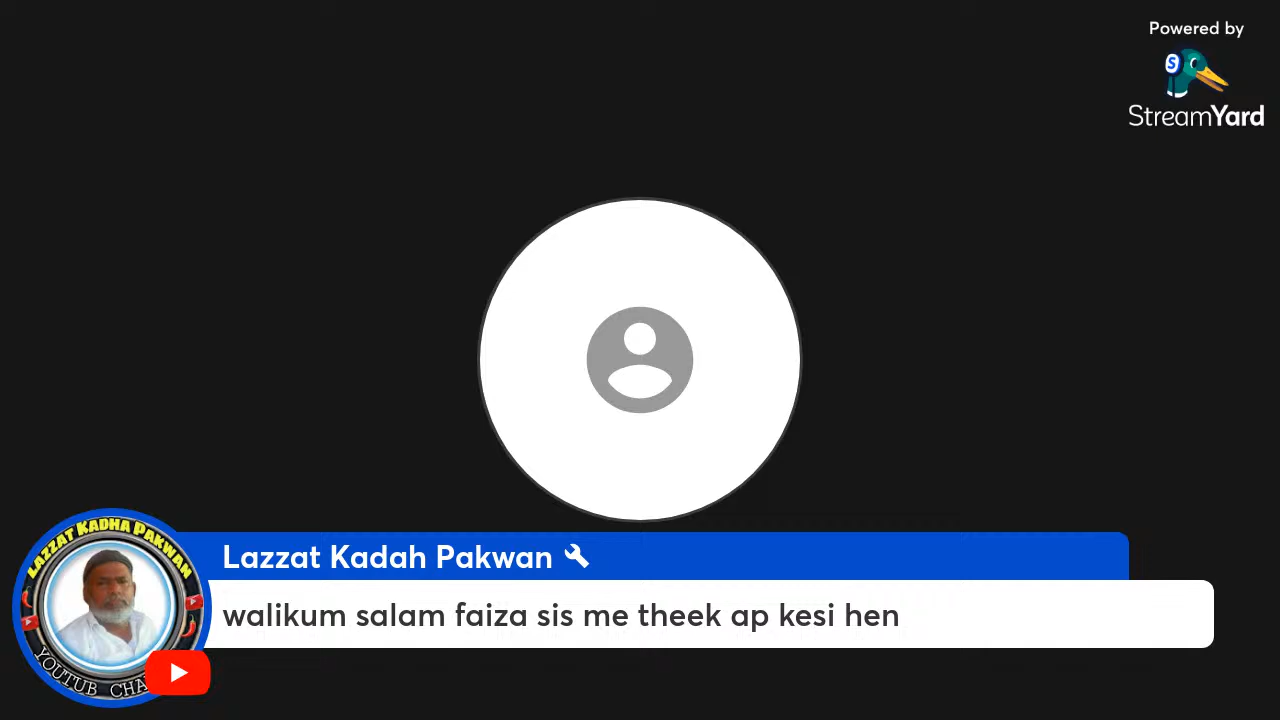 Powered by
S
StreamYard
LAZZAT KADHA PAKWAN
Lazzat Kadah Pakwan
walikum salam faiza sis me theek ap kesi hen
YOUTUB CHA